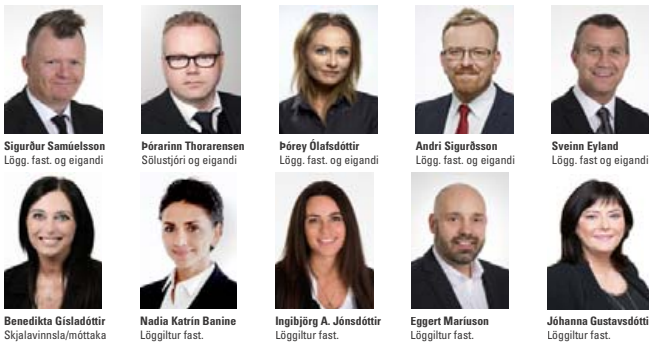 Sigurður Samúelsson
Lögg. fast. og eigandi
Þórarinn Thorarensen
Sölustjóri og eigandi
Þórey Ólafsdóttir
Lögg. fast. og eigandi
Andri Sigurðsson
Lögg. fast. og eigandi
Sveinn Eyland
Lögg. fast og eigandi
Benedikta Gísladóttir
Skjalavinnsla/móttaka
Nadia Katrín Banine
Löggiltur fast.
Ingibjörg A. Jónsdóttir
Löggiltur fast.
Eggert Maríuson
Löggiltur fast.
Jóhanna Gustavsdótti
Löggiltur fast.